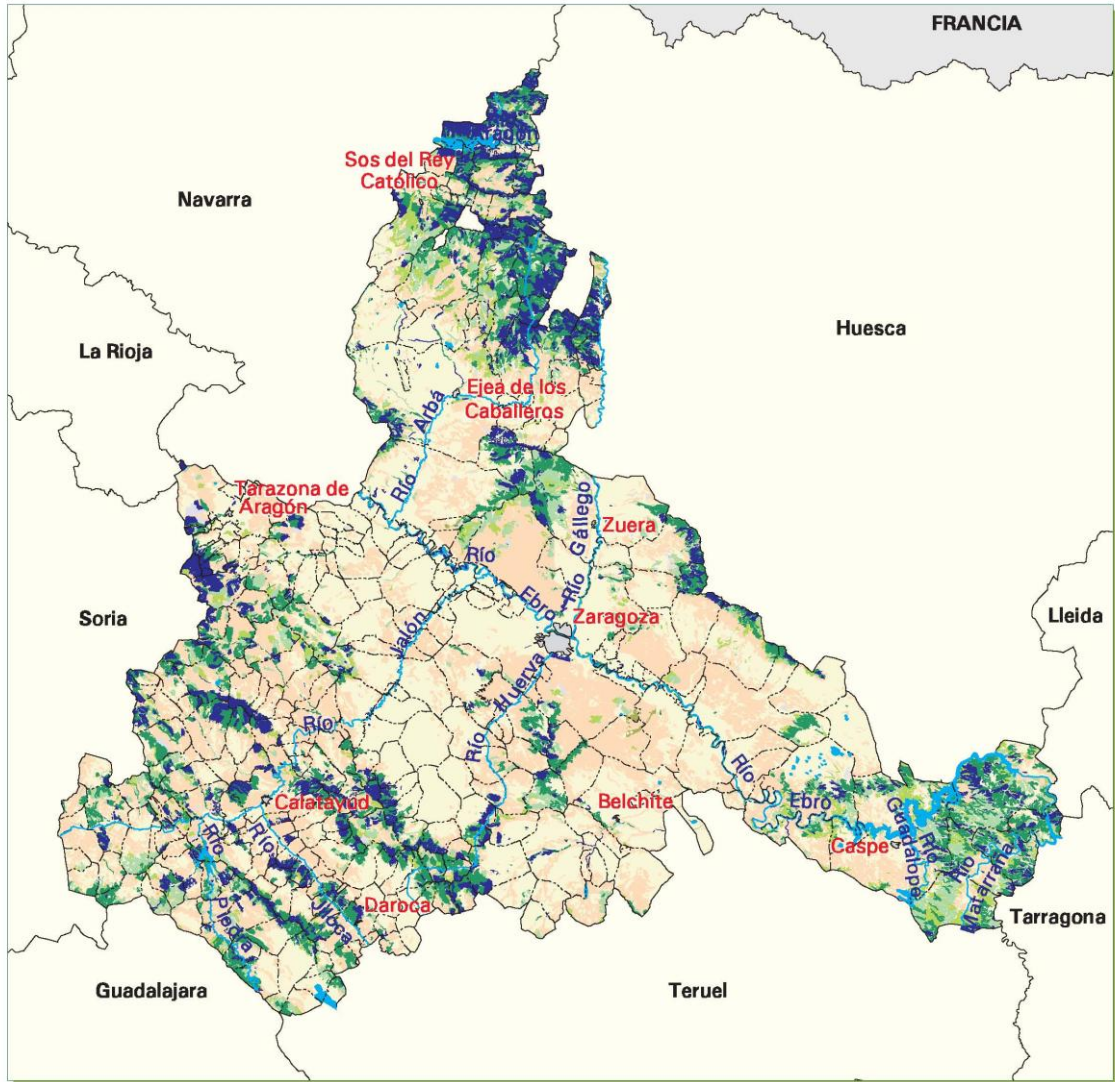 FRANCIA
Aragón
Sos del Rey
Católico
Navarra
Huesca
La Rioja
Ejea de los
Caballeros
Río Arbá
Tarazona de
Aragón
Río Gállego
Zuera
Río Ebro
Zaragoza
Soria
Lleida
Río Jalón
Río Huerva
Río Ebro
Calatayud
Belchite
Caspe
Río Guadalope
Río Matarraña
Río Piedra
Río Jiloca
Daroca
Tarragona
Guadalajara
Teruel